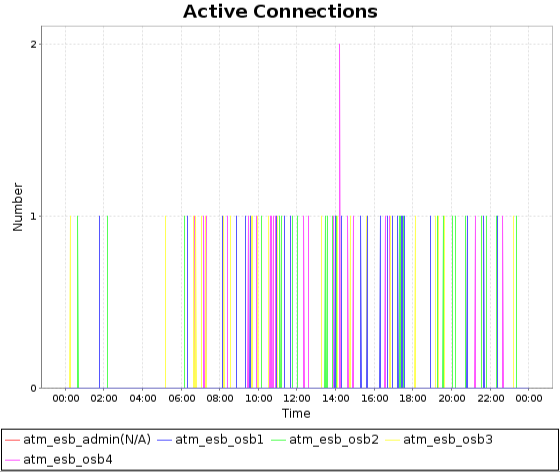 Active Connections
Number
2
1
0
00:00 02:00 04:00 06:00 08:00 10:00 12:00 14:00 16:00 18:00 20:00 22:00 00:00
Time
atm_esb_admin(N/A) atm_esb_osb1 atm_esb_osb2 atm_esb_osb3
atm_esb_osb4